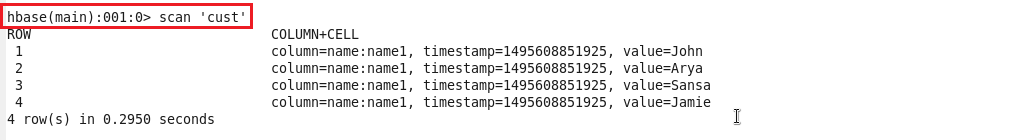 hbase(main):001:0> scan 'cust'
ROW COLUMN+CELL
1 column=name:name1, timestamp=1495608851925, value=John
2 column=name:name1, timestamp=1495608851925, value=Arya
3 column=name:name1, timestamp=1495608851925, value=Sansa
4 column=name:name1, timestamp=1495608851925, value=Jamie
4 row(s) in 0.2950 seconds